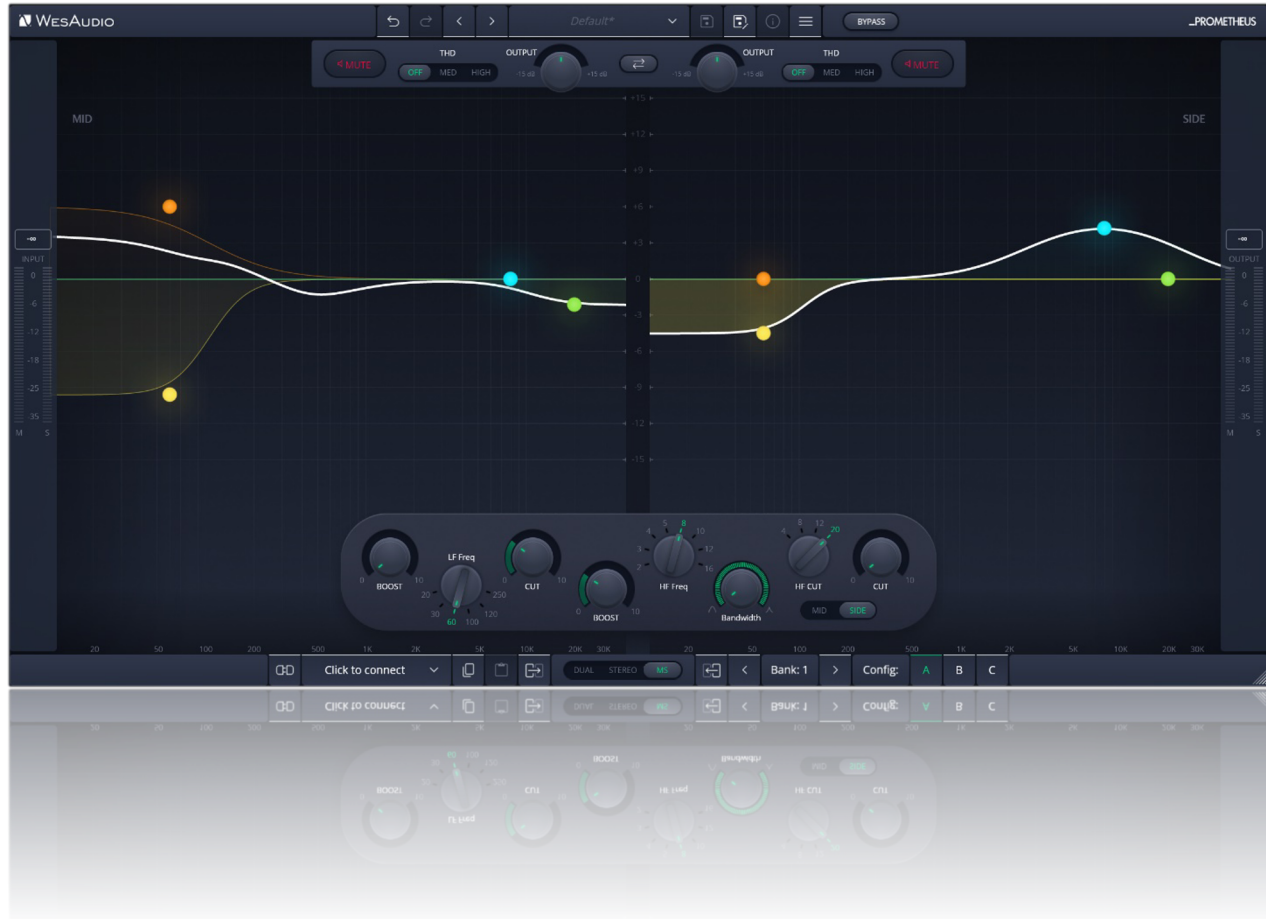 WESAUDIO Default* BYPASS _PROMETHEUS
MUTE THD OFF MED HIGH OUTPUT -15 dB +15 dB OUTPUT -15 dB +15 dB THD OFF MED HIGH MUTE
+15
MID SIDE
+12
+9
+6
-∞ +3 -∞
INPUT OUTPUT
0 0 0
-3
-6 -6
-6
-12 -12
-9
-18 -18
-25 -25
-12
35 35
M S M S
-15
0 BOOST 10
LF Freq 20 30 60 100 120 250
0 CUT 10
0 BOOST 10
2 3 4 5 8 10 12 16 HF Freq
Bandwidth
4 8 12 20 HF CUT
0 CUT 10
MID SIDE
20 50 100 200 500 1K 2K 5K 10K 20K 30K 20 50 100 200 500 1K 2K 5K 10K 20K 30K
Click to connect DUAL STEREO MS Bank: 1 Config: A B C